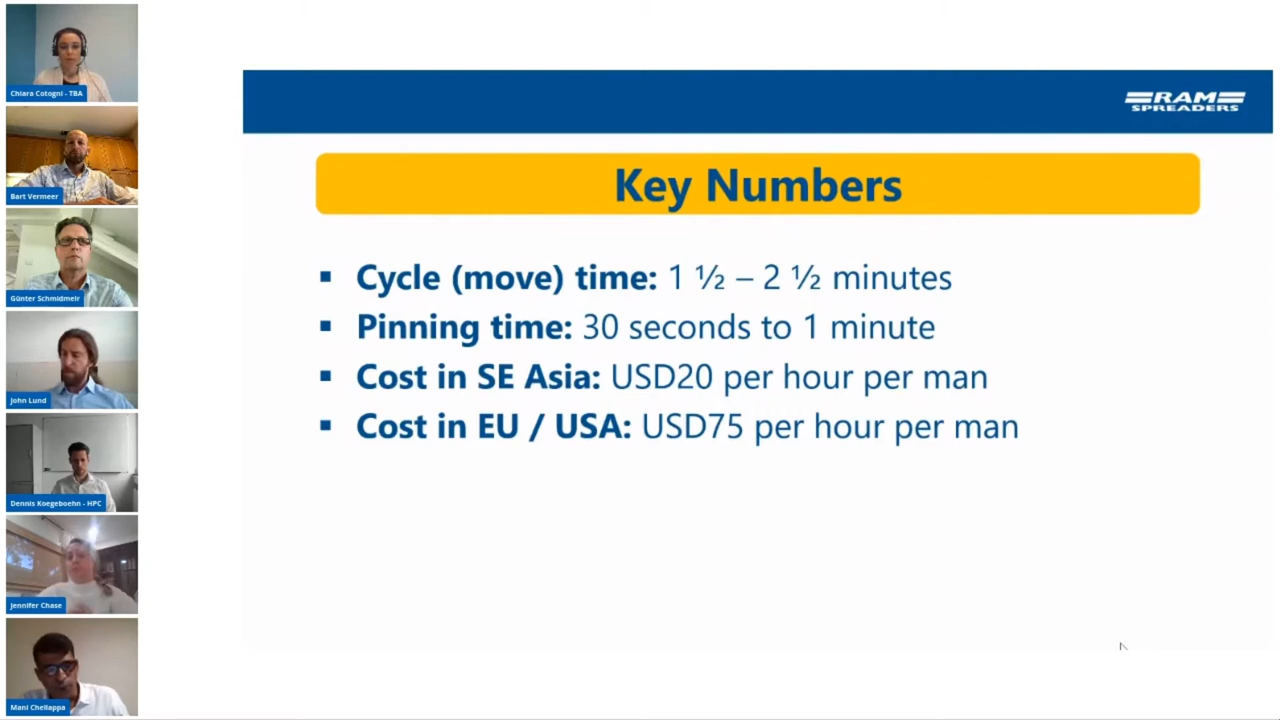 Chiara Cotogni - TBA
Bart Vermeer
Günter Schmidmeir
John Lund
Dennis Koegeboehn - HPC
Jennifer Chase
Mani Chellappa
RAM
SPREADERS
Key Numbers
▪ Cycle (move) time: 1 ½ – 2 ½ minutes
▪ Pinning time: 30 seconds to 1 minute
▪ Cost in SE Asia: USD20 per hour per man
▪ Cost in EU / USA: USD75 per hour per man